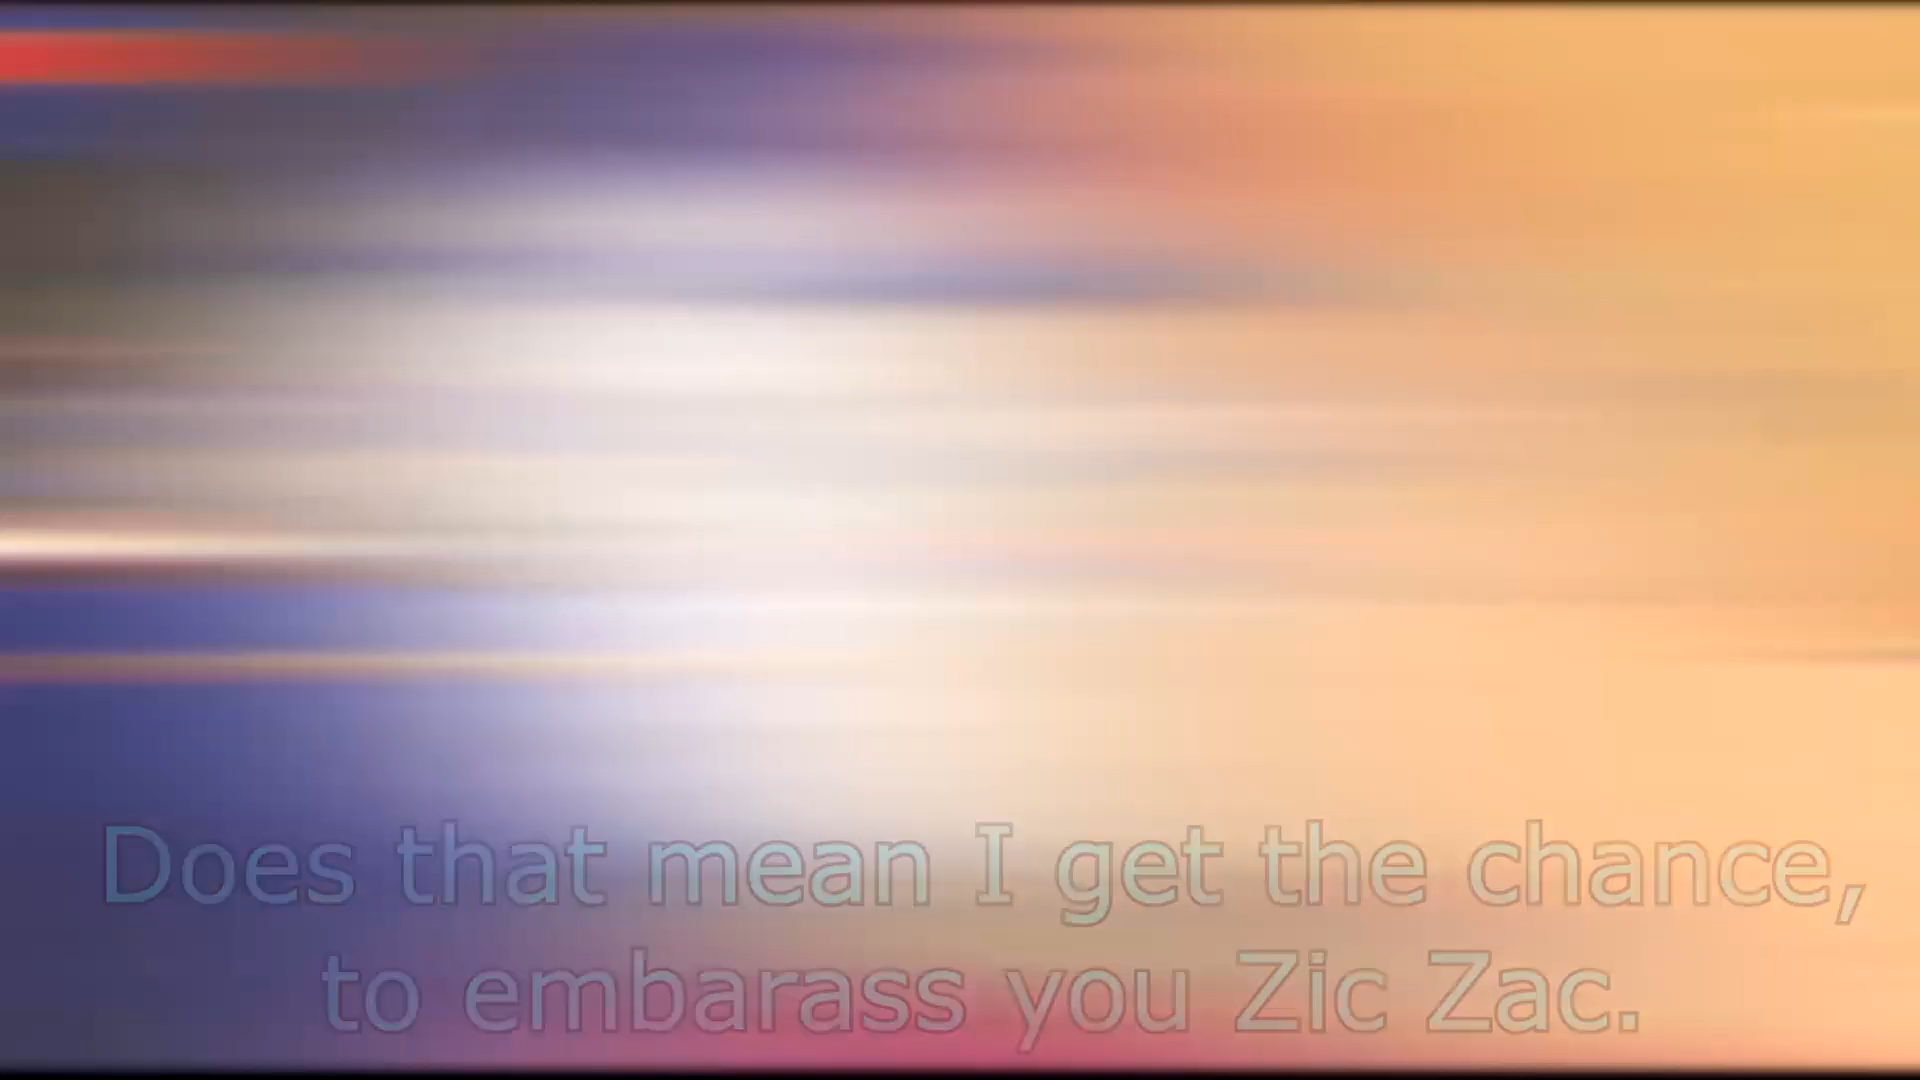 Does that mean I get the chance,
to embarass you Zic Zac.